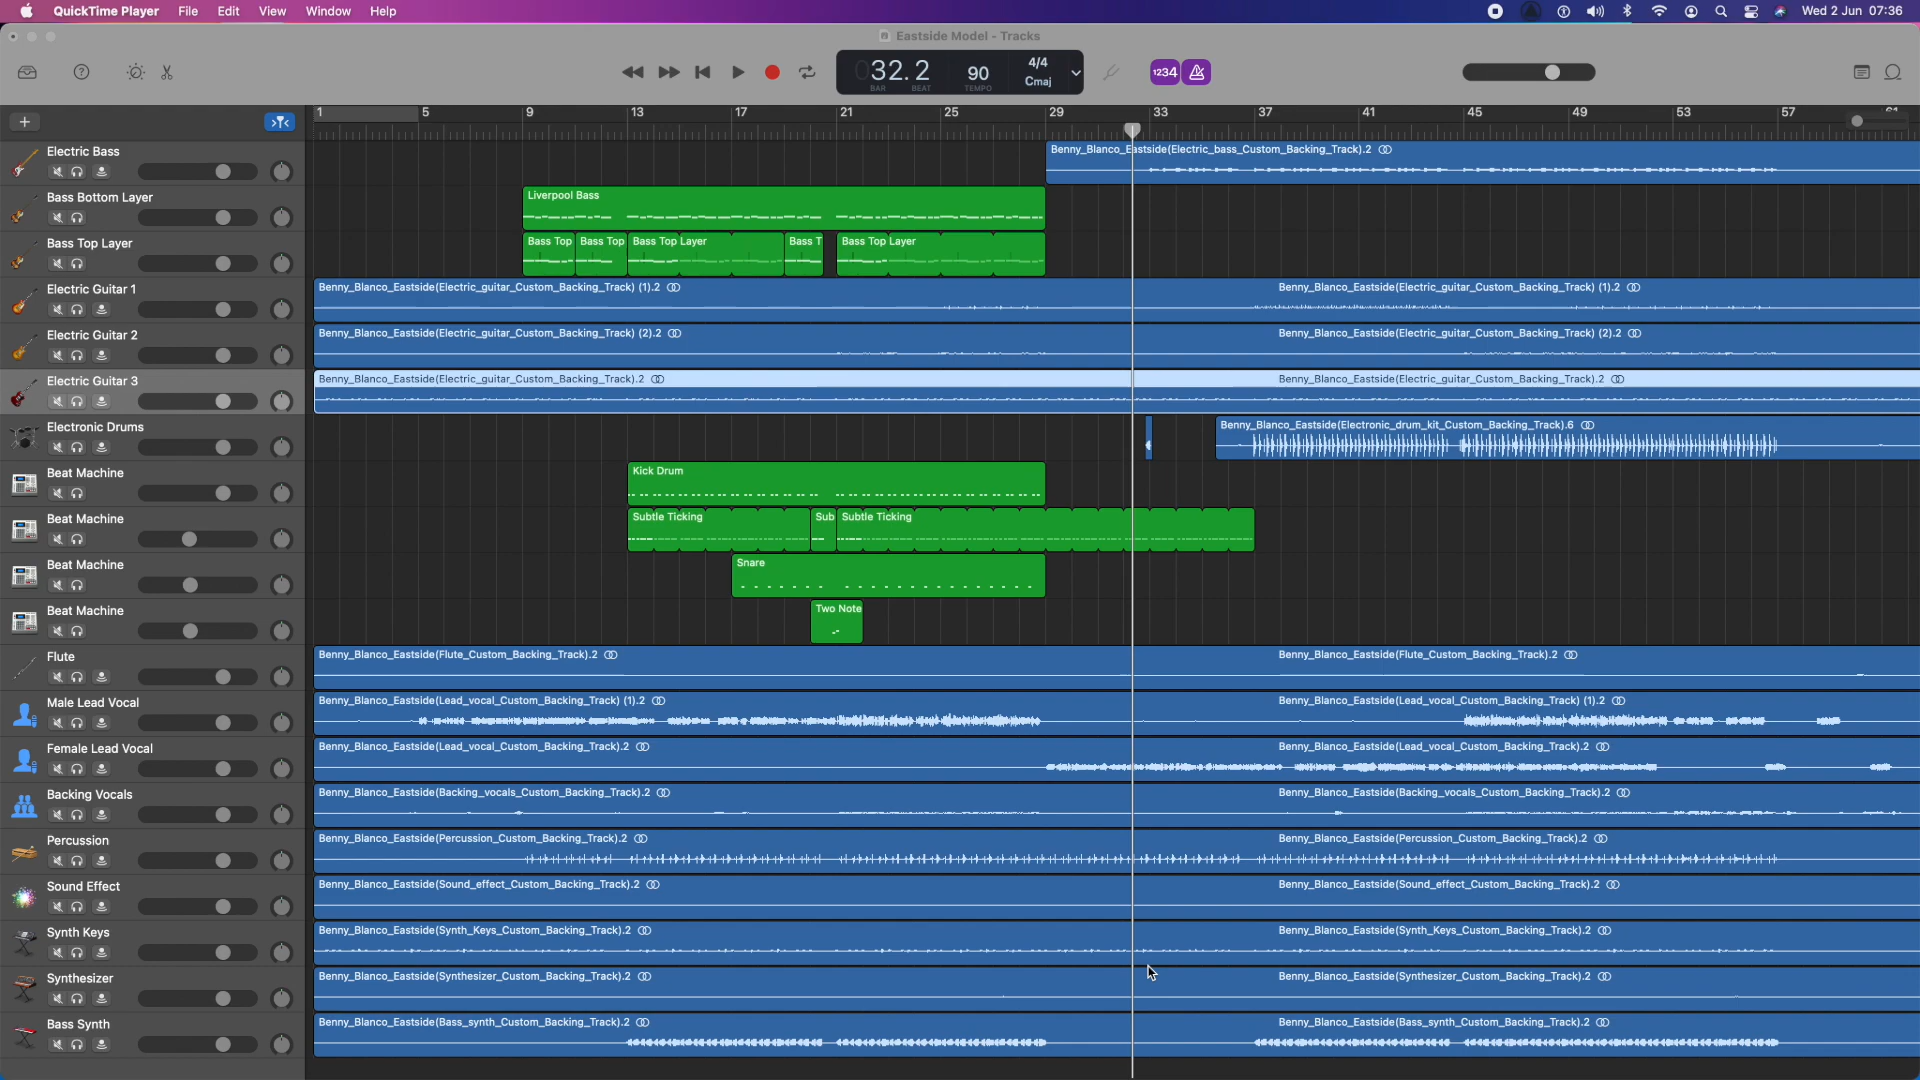 QuickTime Player File Edit View Window Help Wed 2 Jun 07:36
Eastside Model - Tracks
032.2 90 4/4 Cmaj
BAR BEAT TEMPO
1234
1 5 9 13 17 21 25 29 33 37 41 45 49 53 57 61
Electric Bass
Benny_Blanco_Eastside(Electric_bass_Custom_Backing_Track).2
Bass Bottom Layer
Liverpool Bass
Bass Top Layer
Bass Top Bass Top Bass Top Layer Bass T Bass Top Layer
Electric Guitar 1
Benny_Blanco_Eastside(Electric_guitar_Custom_Backing_Track) (1).2 Benny_Blanco_Eastside(Electric_guitar_Custom_Backing_Track) (1).2
Electric Guitar 2
Benny_Blanco_Eastside(Electric_guitar_Custom_Backing_Track) (2).2 Benny_Blanco_Eastside(Electric_guitar_Custom_Backing_Track) (2).2
Electric Guitar 3
Benny_Blanco_Eastside(Electric_guitar_Custom_Backing_Track).2 Benny_Blanco_Eastside(Electric_guitar_Custom_Backing_Track).2
Electronic Drums
Benny_Blanco_Eastside(Electronic_drum_kit_Custom_Backing_Track).6
Beat Machine
Kick Drum
Beat Machine
Subtle Ticking Sub Subtle Ticking
Beat Machine
Snare
Beat Machine
Two Note
Flute
Benny_Blanco_Eastside(Flute_Custom_Backing_Track).2 Benny_Blanco_Eastside(Flute_Custom_Backing_Track).2
Male Lead Vocal
Benny_Blanco_Eastside(Lead_vocal_Custom_Backing_Track) (1).2 Benny_Blanco_Eastside(Lead_vocal_Custom_Backing_Track) (1).2
Female Lead Vocal
Benny_Blanco_Eastside(Lead_vocal_Custom_Backing_Track).2 Benny_Blanco_Eastside(Lead_vocal_Custom_Backing_Track).2
Backing Vocals
Benny_Blanco_Eastside(Backing_vocals_Custom_Backing_Track).2 Benny_Blanco_Eastside(Backing_vocals_Custom_Backing_Track).2
Percussion
Benny_Blanco_Eastside(Percussion_Custom_Backing_Track).2 Benny_Blanco_Eastside(Percussion_Custom_Backing_Track).2
Sound Effect
Benny_Blanco_Eastside(Sound_effect_Custom_Backing_Track).2 Benny_Blanco_Eastside(Sound_effect_Custom_Backing_Track).2
Synth Keys
Benny_Blanco_Eastside(Synth_Keys_Custom_Backing_Track).2 Benny_Blanco_Eastside(Synth_Keys_Custom_Backing_Track).2
Synthesizer
Benny_Blanco_Eastside(Synthesizer_Custom_Backing_Track).2 Benny_Blanco_Eastside(Synthesizer_Custom_Backing_Track).2
Bass Synth
Benny_Blanco_Eastside(Bass_synth_Custom_Backing_Track).2 Benny_Blanco_Eastside(Bass_synth_Custom_Backing_Track).2